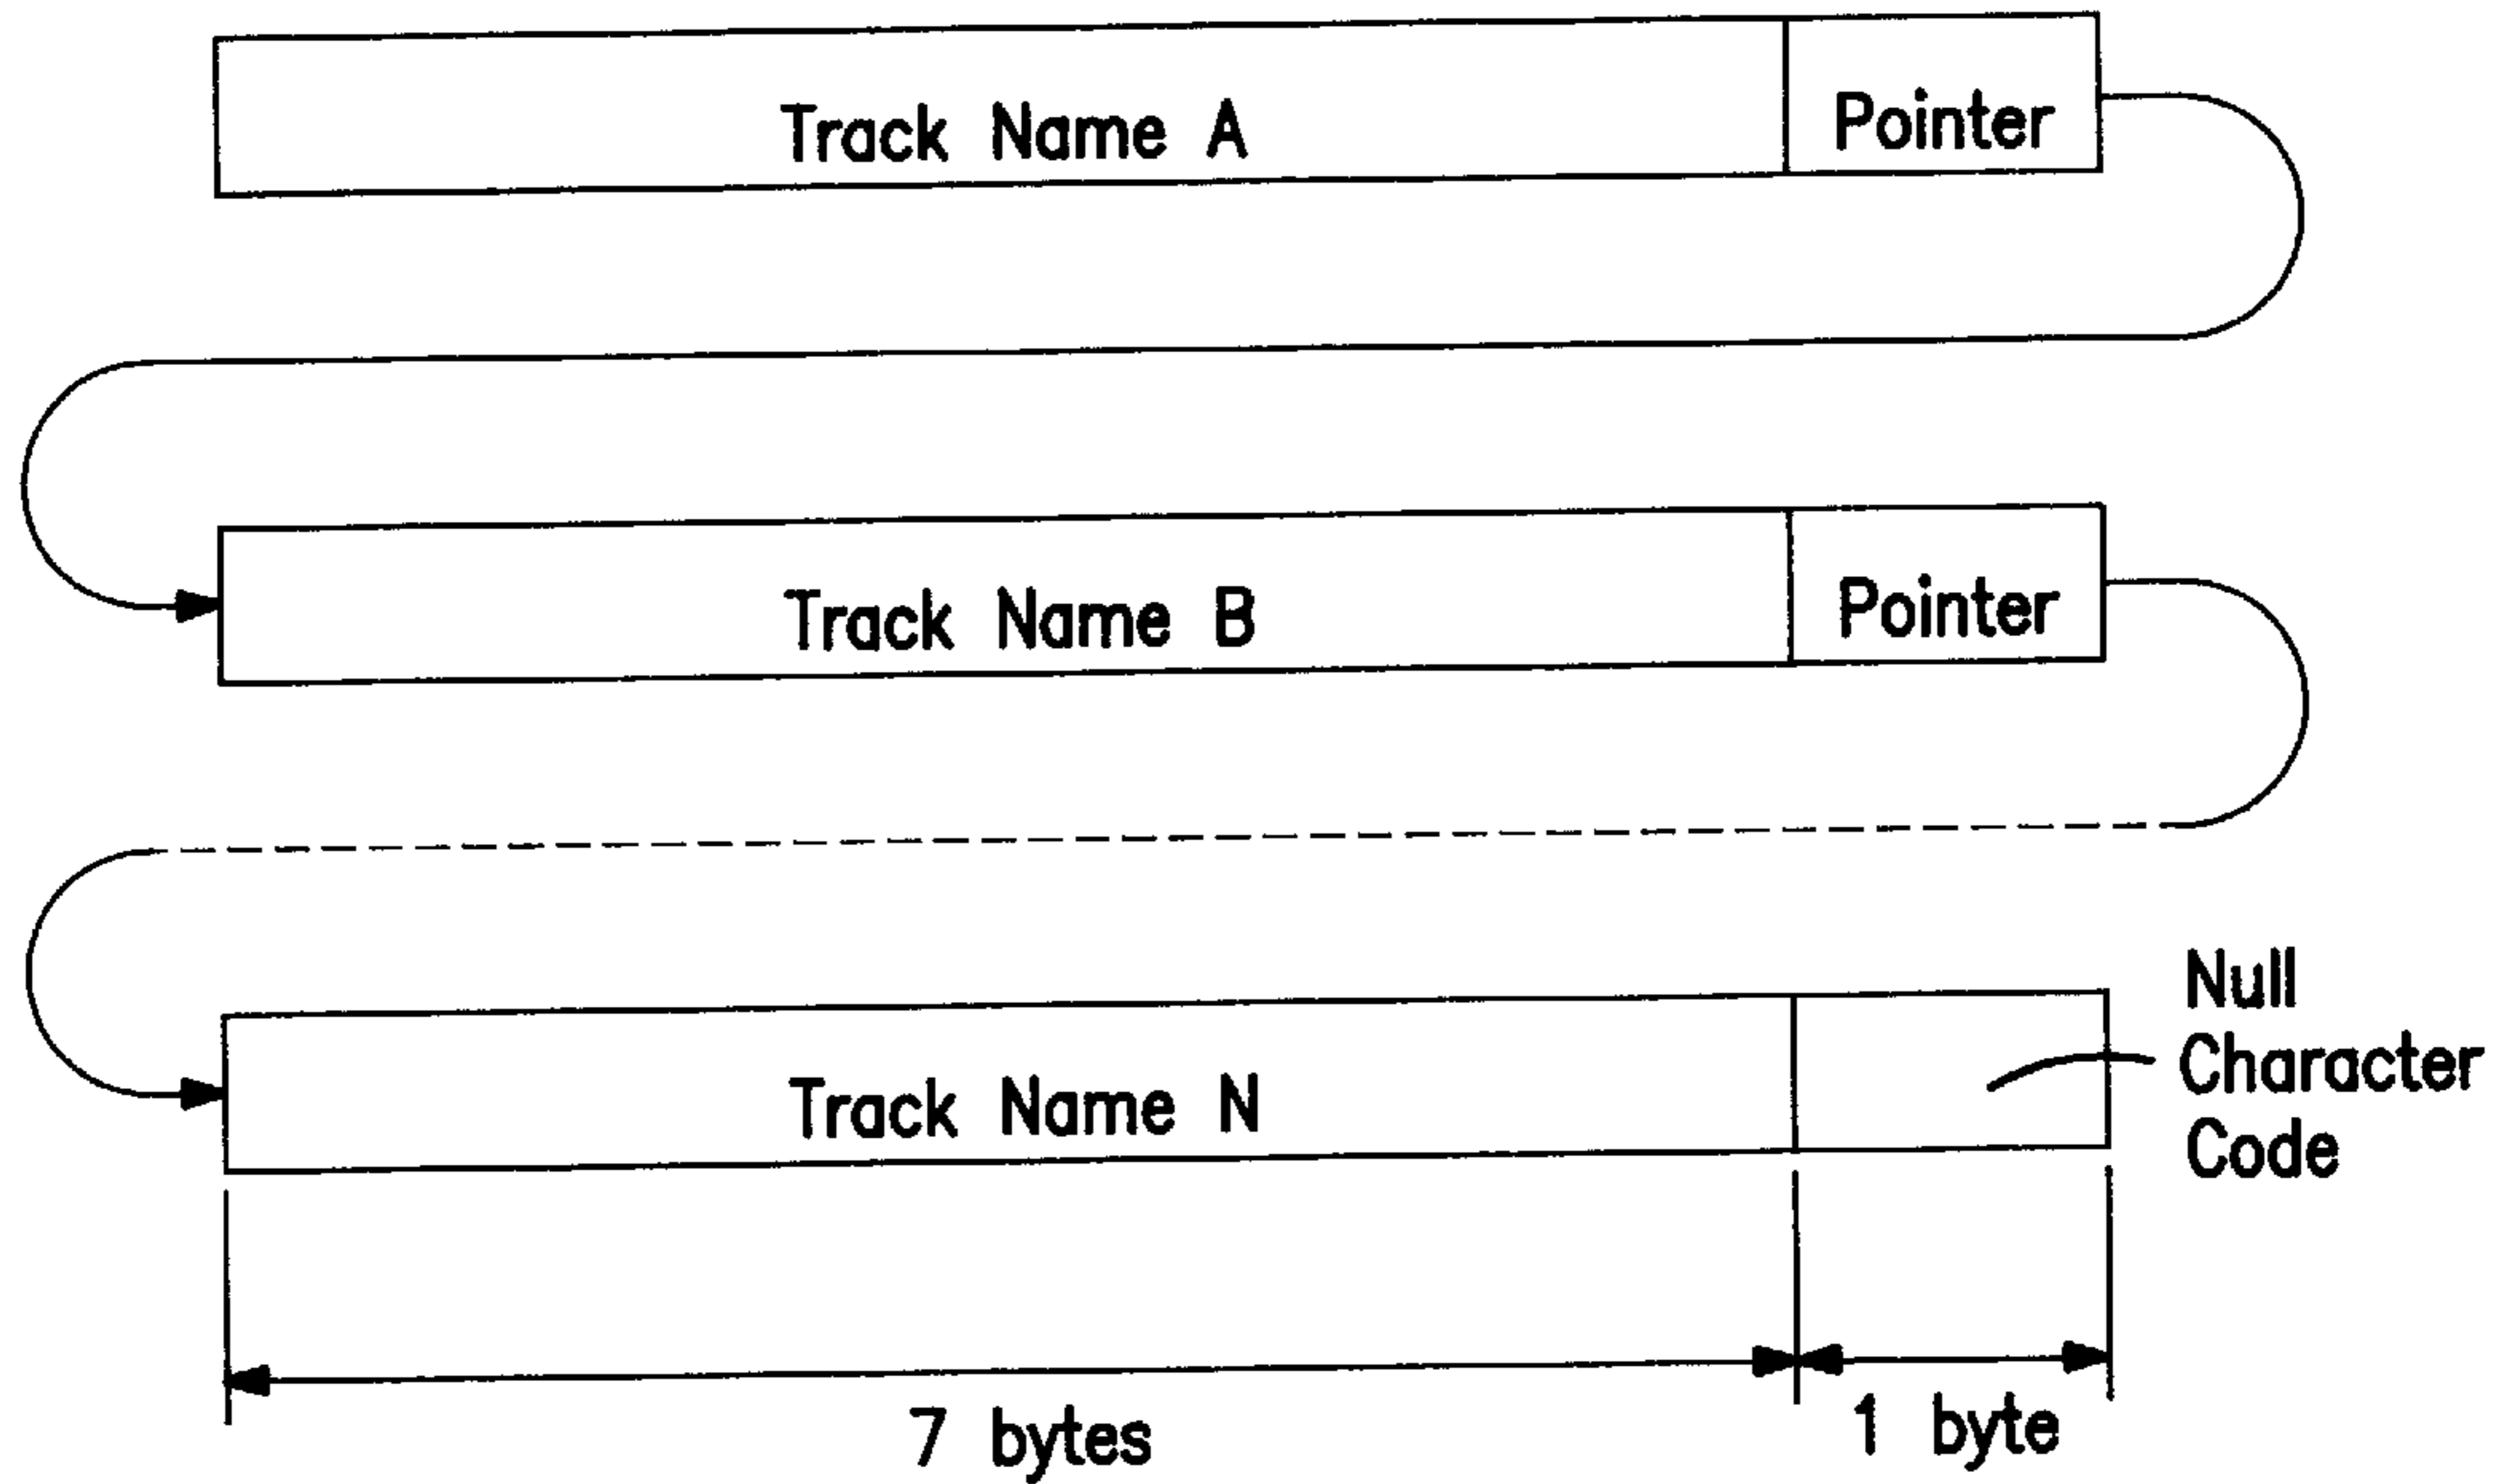 Track Name A
Pointer
Track Name B
Pointer
Track Name N
Null
Character
Code
7 bytes
1 byte